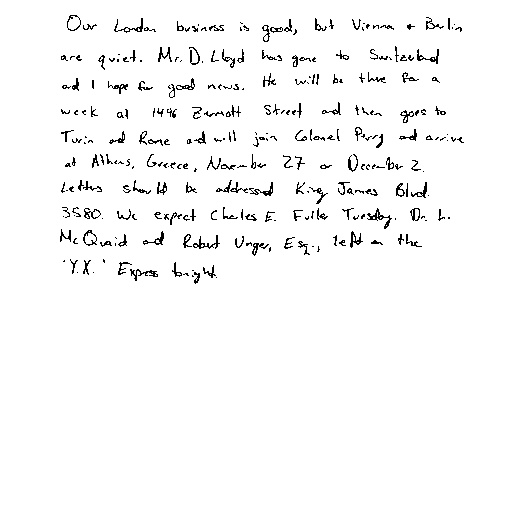 Our London business is good, but Vienna + Berlin
are quiet. Mr. D. Lloyd has gone to Switzerland
and I hope for good news. He will be there for a
week at 1496 Zermott Street and then goes to
Turin and Rome and will join Colonel Perry and arrive
at Athens, Greece, November 27 or December 2.
Letters should be addressed King James Blvd.
3580. We expect Charles E. Fuller Tuesday. Dr. L.
McQuaid and Robert Unger, Esq., left on the
"Y.X." Express tonight.